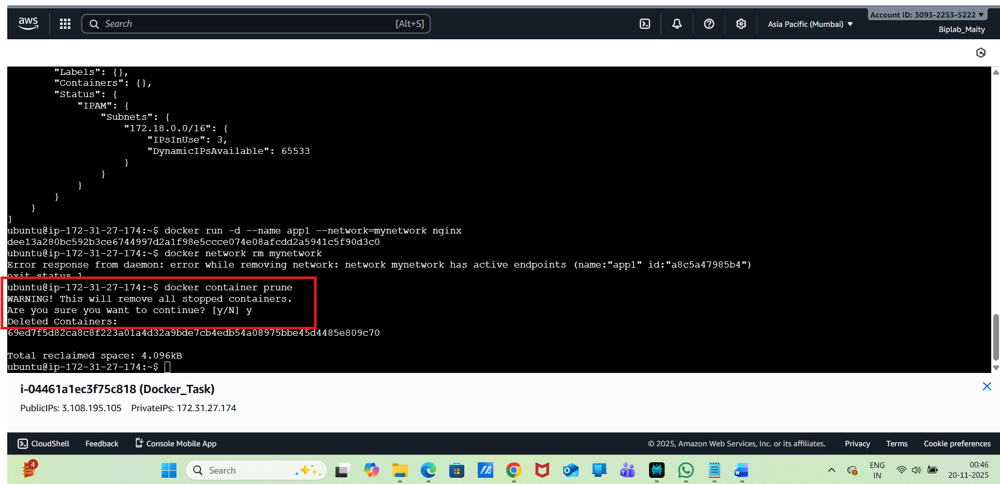 aws
Search
[Alt+S]
Asia Pacific (Mumbai)
Account ID: 3093-2253-5222
Biplab_Maity
"Labels": {},
"Containers": {},
"Status": {
"IPAM": {
"Subnets": {
"172.18.0.0/16": {
"IPsInUse": 3,
"DynamicIPsAvailable": 65533
}
}
}
}
}
]
ubuntu@ip-172-31-27-174:~$ docker run -d --name app1 --network=mynetwork nginx
dee13a280bc592b3ce6744997d2a1f98e5ccce074e08afcdd2a5941c5f90d3c0
ubuntu@ip-172-31-27-174:~$ docker network rm mynetwork
Error response from daemon: error while removing network: network mynetwork has active endpoints (name:"app1" id:"a8c5a47985b4")
exit status 1
ubuntu@ip-172-31-27-174:~$ docker container prune
WARNING! This will remove all stopped containers.
Are you sure you want to continue? [y/N] y
Deleted Containers:
69ed7f5d82ca8c8f223a01a4d32a9bde7cb4edb54a08975bbe45d4485e809c70
Total reclaimed space: 4.096kB
ubuntu@ip-172-31-27-174:~$
i-04461a1ec3f75c818 (Docker_Task)
PublicIPs: 3.108.195.105 PrivateIPs: 172.31.27.174
CloudShell Feedback Console Mobile App © 2025, Amazon Web Services, Inc. or its affiliates. Privacy Terms Cookie preferences
4
Search
ENG
IN
00:46
20-11-2025